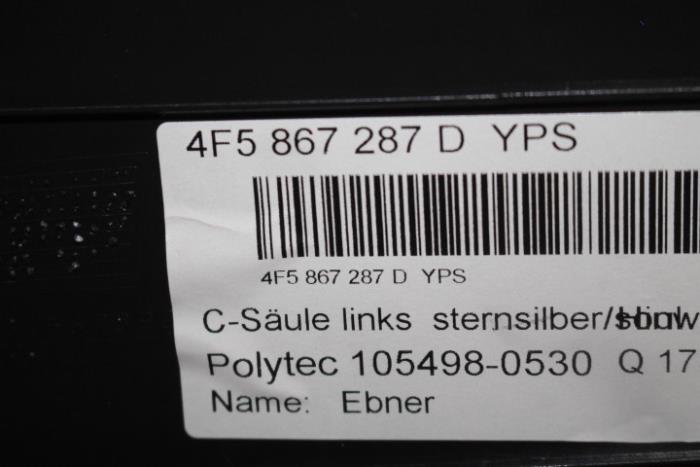 4F5 867 287 D YPS
4F5 867 287 D YPS
C-Säule links sternsilber/
Polytec 105498-0530 Q 17
Name: Ebner